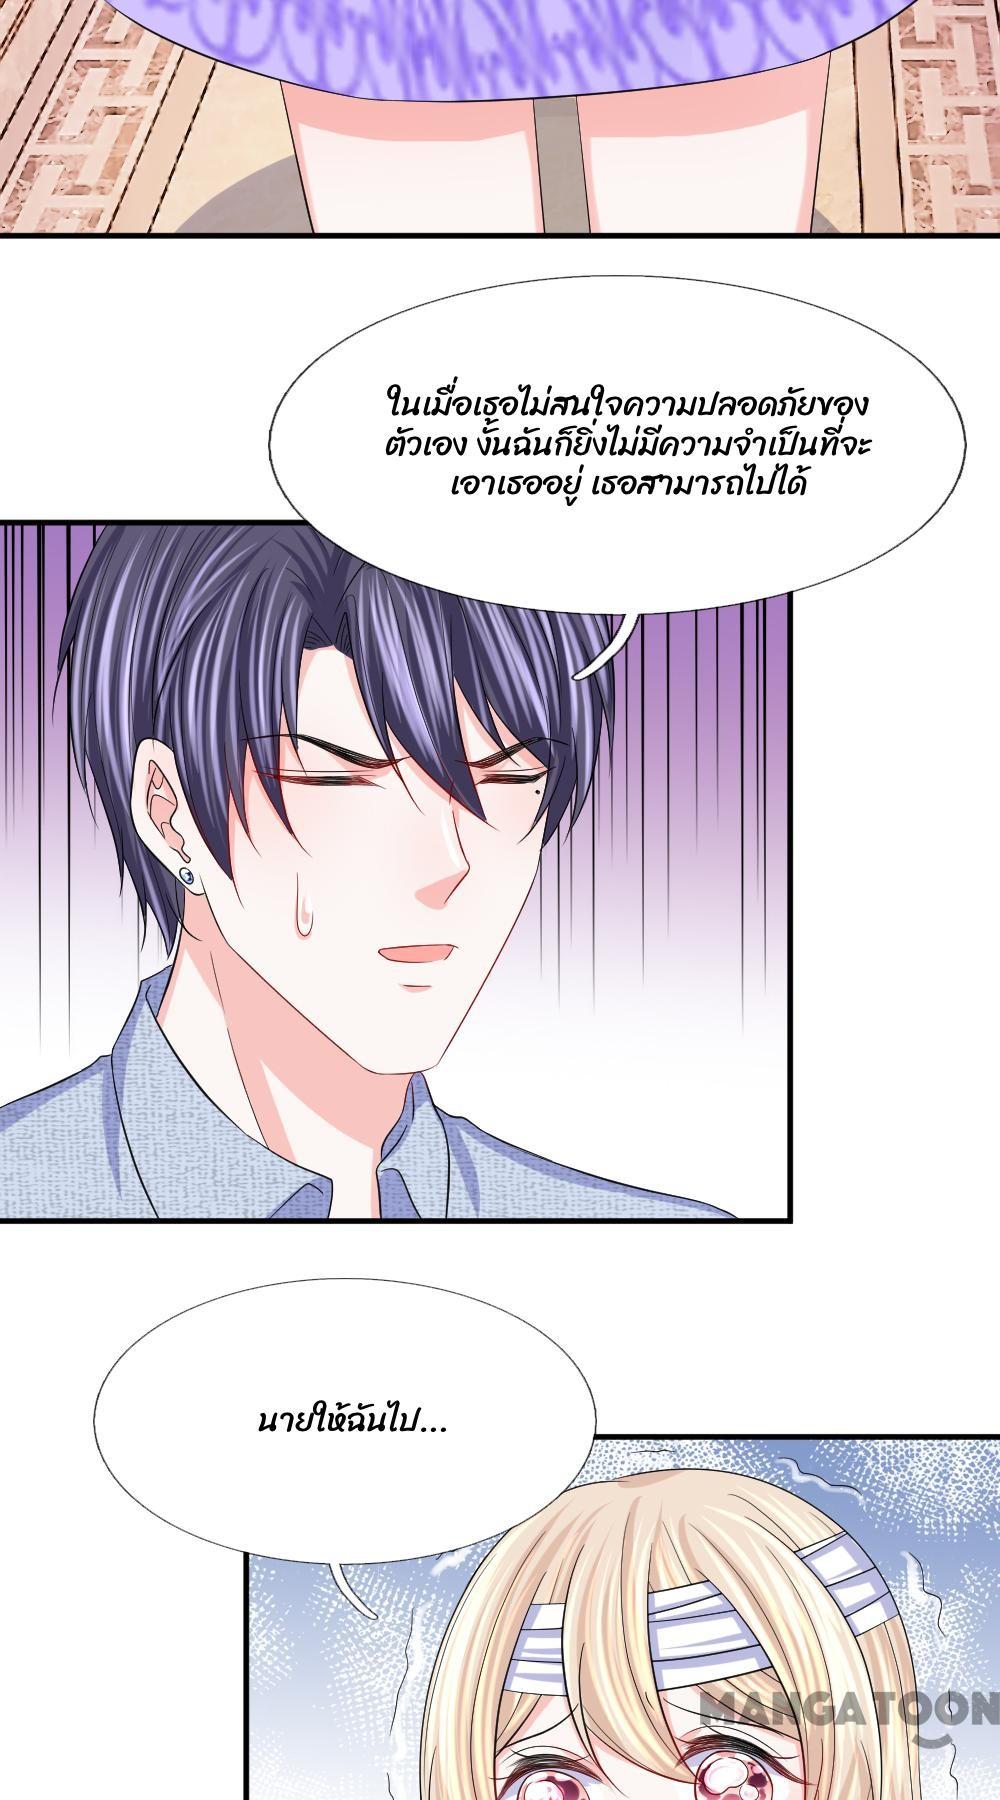 ในเมื่อเธอไม่สนใจความปลอดภัยของ
ตัวเอง งั้นฉันก็ยิ่งไม่มีความจำเป็นที่จะ
เอาเธออยู่ เธอสามารถไปได้
นายให้ฉันไป...
MANGATOON